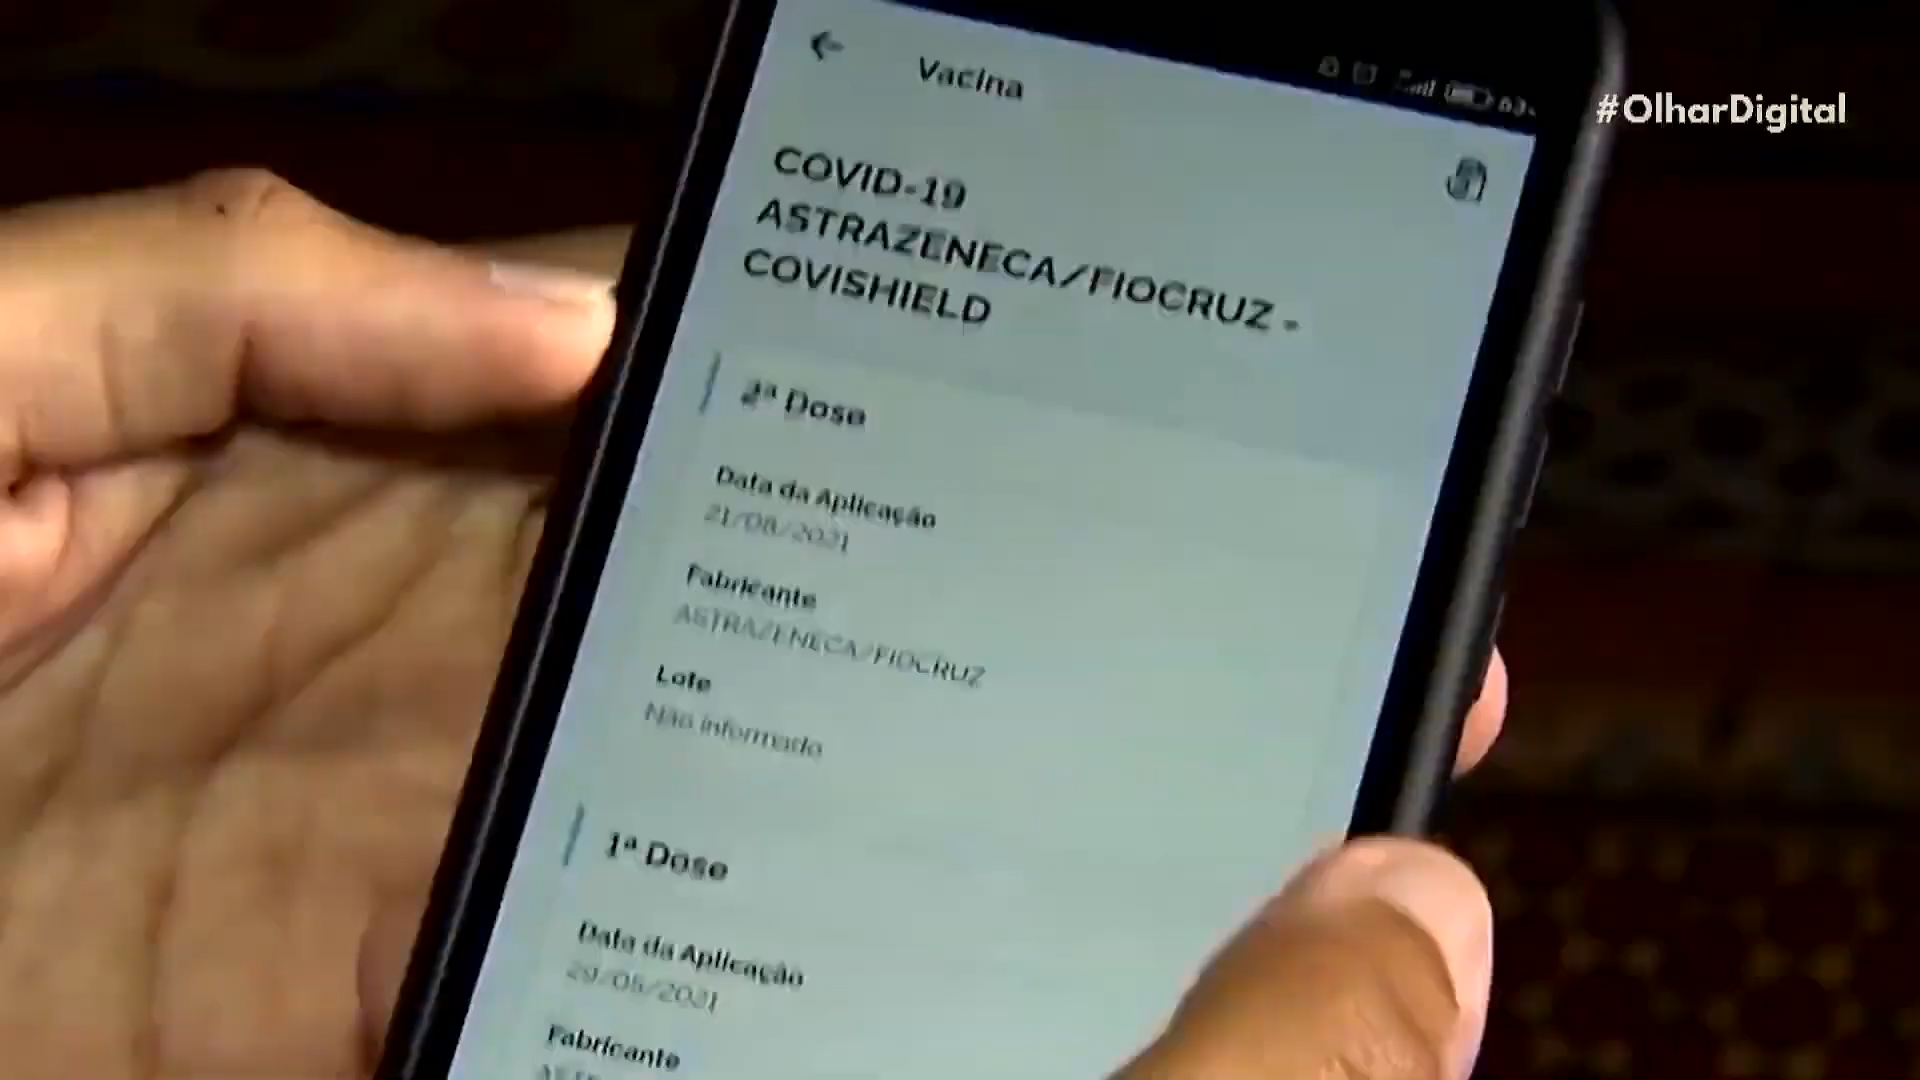 Vacina
#OlharDigital
COVID-19
ASTRAZENECA/FIOCRUZ -
COVISHIELD
2ª Dose
Data da Aplicação
21/08/2021
Fabricante
ASTRAZENECA/FIOCRUZ
Lote
Não informado
1ª Dose
Data da Aplicação
29/05/2021
Fabricante